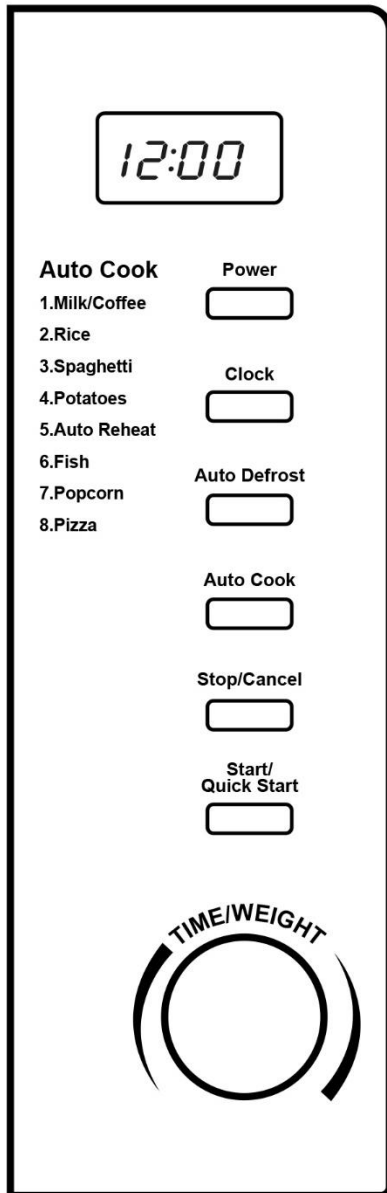 12:00
Auto Cook
1.Milk/Coffee
2.Rice
3.Spaghetti
4.Potatoes
5.Auto Reheat
6.Fish
7.Popcorn
8.Pizza
Power
Clock
Auto Defrost
Auto Cook
Stop/Cancel
Start/
Quick Start
TIME/WEIGHT